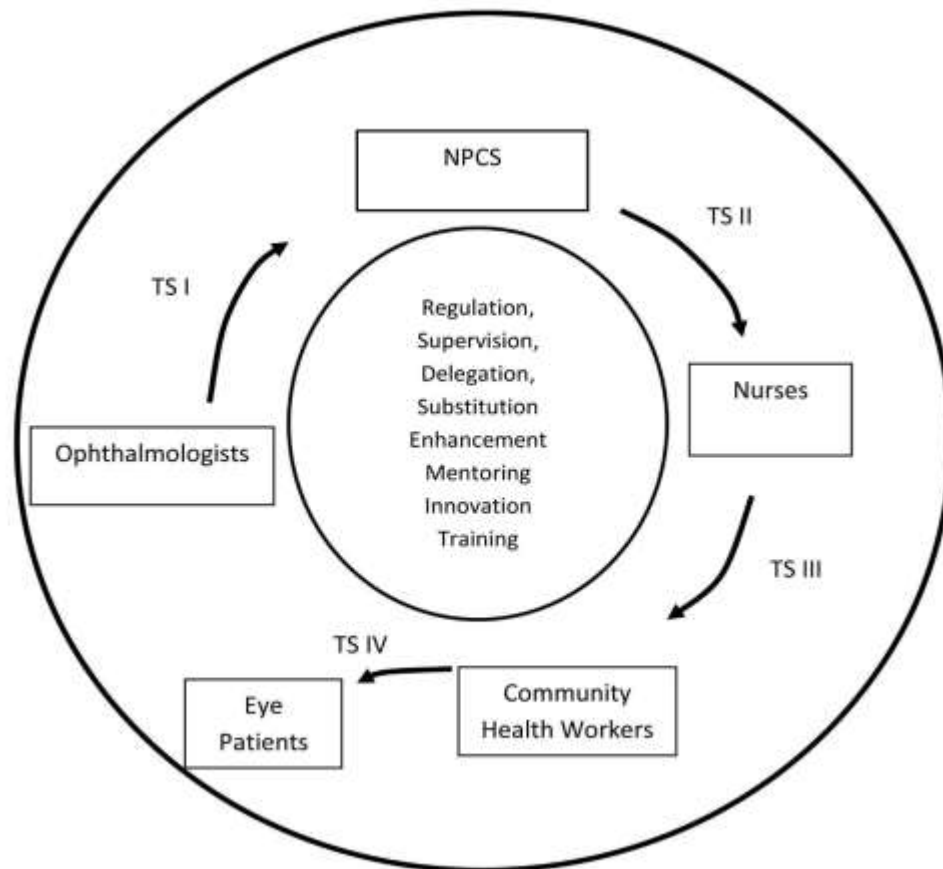 NPCS
TS II
TS I
Regulation,
Supervision,
Delegation,
Substitution
Enhancement
Mentoring
Innovation
Training
Nurses
Ophthalmologists
TS III
TS IV
Community
Health Workers
Eye
Patients